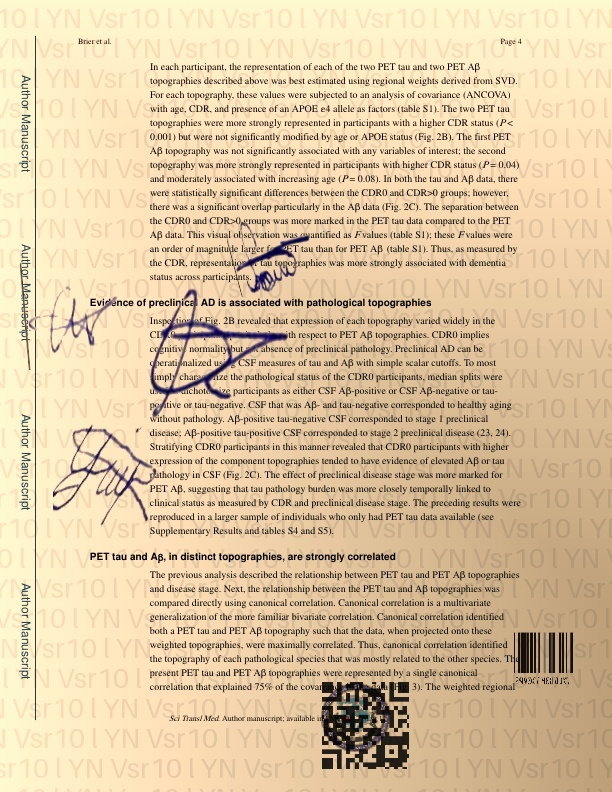 Brier et al.
Page 4
In each participant, the representation of each of the two PET tau and two PET Aβ
topographies described above was best estimated using regional weights derived from SVD.
For each topography, these values were subjected to an analysis of covariance (ANCOVA)
with age, CDR, and presence of an APOE e4 allele as factors (table S1). The two PET tau
topographies were more strongly represented in participants with a higher CDR status (P <
0.001) but were not significantly modified by age or APOE status (Fig. 2B). The first PET
Aβ topography was not significantly associated with any variables of interest; the second
topography was more strongly represented in participants with higher CDR status (P = 0.04)
and moderately associated with increasing age (P = 0.08). In both the tau and Aβ data, there
were statistically significant differences between the CDR0 and CDR>0 groups; however,
there was a significant overlap particularly in the Aβ data (Fig. 2C). The separation between
the CDR0 and CDR>0 groups was more marked in the PET tau data compared to the PET
Aβ data. This visual observation was quantified as F values (table S1); these F values were
an order of magnitude larger for PET tau than for PET Aβ (table S1). Thus, as measured by
the CDR, representation tau topographies was more strongly associated with dementia
status across participants.
Evidence of preclinical AD is associated with pathological topographies
Inspection of Fig. 2B revealed that expression of each topography varied widely in the
with respect to PET Aβ topographies. CDR0 implies
cognitive normality but absence of preclinical pathology. Preclinical AD can be
operationalized using CSF measures of tau and Aβ with simple scalar cutoffs. To most
simply characterize the pathological status of the CDR0 participants, median splits were
participants as either CSF Aβ-positive or CSF Aβ-negative or tau-
positive or tau-negative. CSF that was Aβ- and tau-negative corresponded to healthy aging
without pathology. Aβ-positive tau-negative CSF corresponded to stage 1 preclinical
disease; Aβ-positive tau-positive CSF corresponded to stage 2 preclinical disease (23, 24).
Stratifying CDR0 participants in this manner revealed that CDR0 participants with higher
expression of the component topographies tended to have evidence of elevated Aβ or tau
pathology in CSF (Fig. 2C). The effect of preclinical disease stage was more marked for
PET Aβ, suggesting that tau pathology burden was more closely temporally linked to
clinical status as measured by CDR and preclinical disease stage. The preceding results were
reproduced in a larger sample of individuals who only had PET tau data available (see
Supplementary Results and tables S4 and S5).
PET tau and Aβ, in distinct topographies, are strongly correlated
The previous analysis described the relationship between PET tau and PET Aβ topographies
and disease stage. Next, the relationship between the PET tau and Aβ topographies was
compared directly using canonical correlation. Canonical correlation is a multivariate
generalization of the more familiar bivariate correlation. Canonical correlation identified
both a PET tau and PET Aβ topography such that the data, when projected onto these
weighted topographies, were maximally correlated. Thus, canonical correlation identified
the topography of each pathological species that was mostly related to the other species. The
present PET tau and PET Aβ topographies were represented by a single canonical
correlation that explained 75% of the 3). The weighted regional
Sci Transl Med. Author manuscript; available
Author Manuscript
Author Manuscript
Author Manuscript
Author Manuscript